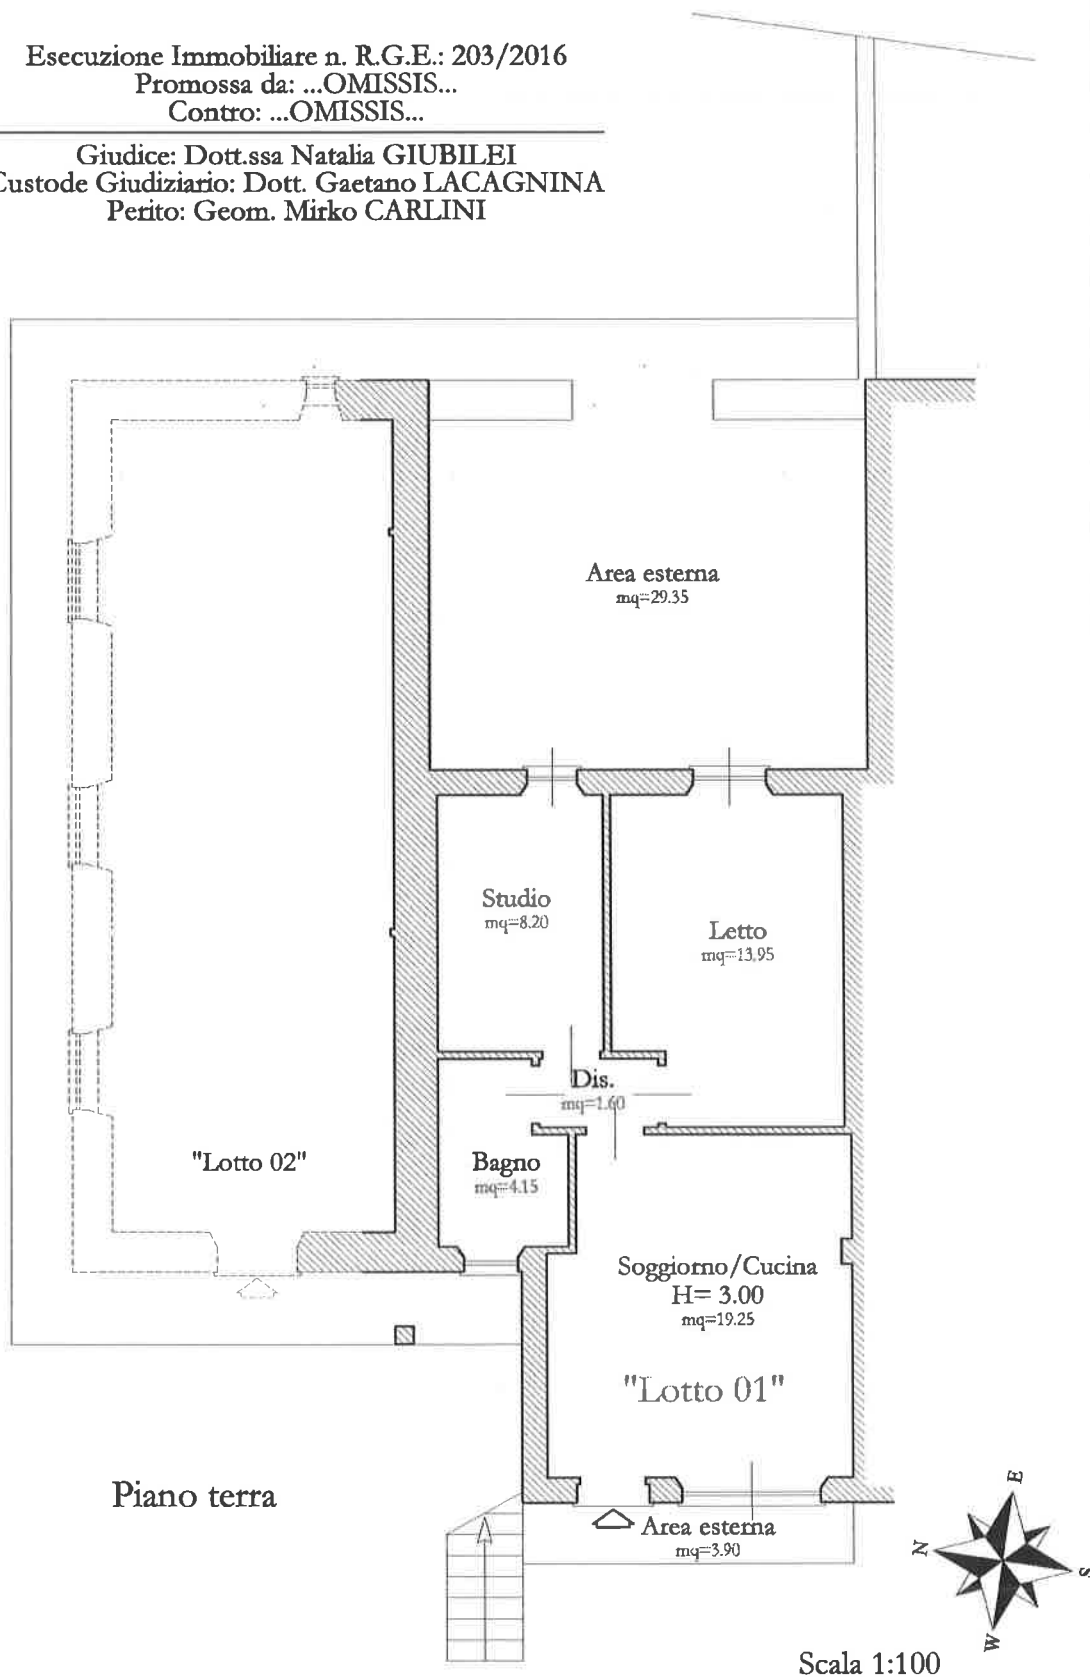 Esecuzione Immobiliare n. R.G.E.: 203/2016
Promossa da: ...OMISSIS...
Contro: ...OMISSIS...
Giudice: Dott.ssa Natalia GIUBILEI
Custode Giudiziario: Dott. Gaetano LACAGNINA
Perito: Geom. Mirko CARLINI
Area esterna
mq=29.35
Studio
mq=8.20
Letto
mq=13.95
Dis.
mq=1.60
"Lotto 02"
Bagno
mq=4.15
Soggiorno/Cucina
H= 3.00
mq=19.25
"Lotto 01"
Piano terra
Area esterna
mq=3.90
E
N
S
W
Scala 1:100